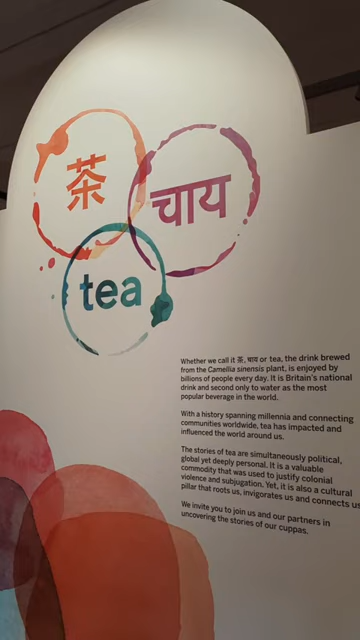 茶
चाय
tea
Whether we call it 茶, चाय or tea, the drink brewed
from the Camellia sinensis plant, is enjoyed by
billions of people every day. It is Britain's national
drink and second only to water as the most
popular beverage in the world.
With a history spanning millennia and connecting
communities worldwide, tea has impacted and
influenced the world around us.
The stories of tea are simultaneously political,
global yet deeply personal. It is a valuable
commodity that was used to justify colonial
violence and subjugation. Yet, it is also a cultural
pillar that roots us, invigorates us and connects us
We invite you to join us and our partners in
uncovering the stories of our cuppas.